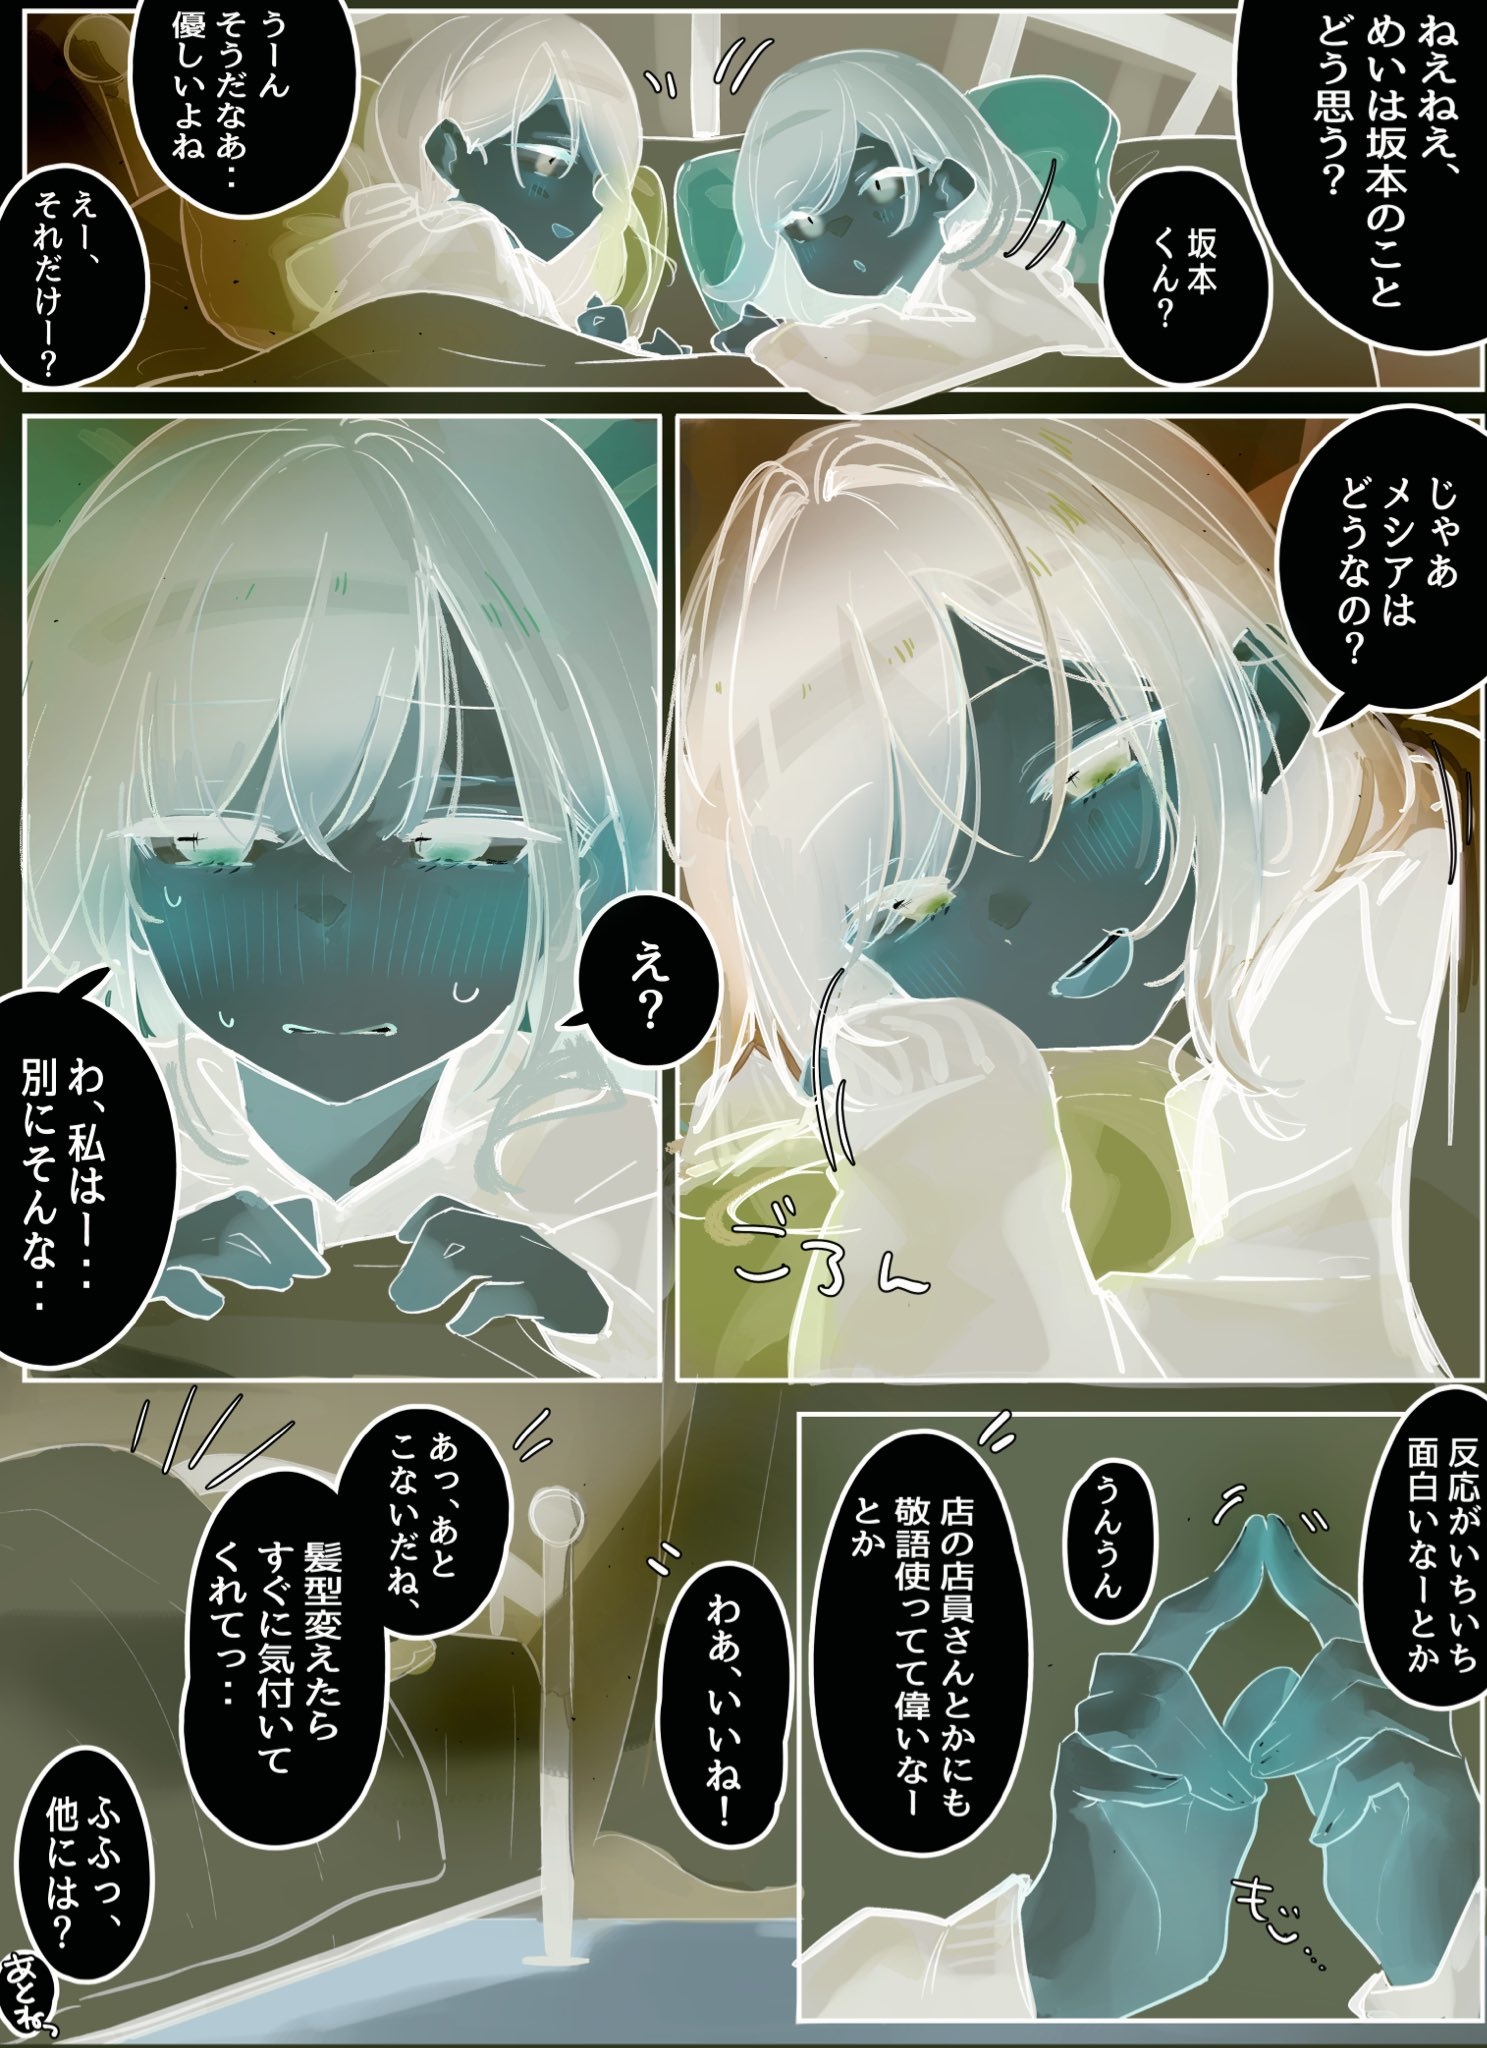 ねえねえ、
めいは坂本のこと
どう思う？
坂本
くん？
うーん
そうだなあ‥
優しいよね
えー、
それだけー？
じゃあ
メシアは
どうなの？
ごろん
え？
わ、私はー‥
別にそんな‥
反応がいちいち
面白いなーとか
うんうん
店の店員さんとかにも
敬語使ってて偉いなー
とか
もじ…
わあ、いいね！
あっ、あと
こないだね、
髪型変えたら
すぐに気付いて
くれてっ‥
ふふっ、
他には？
あとねっ